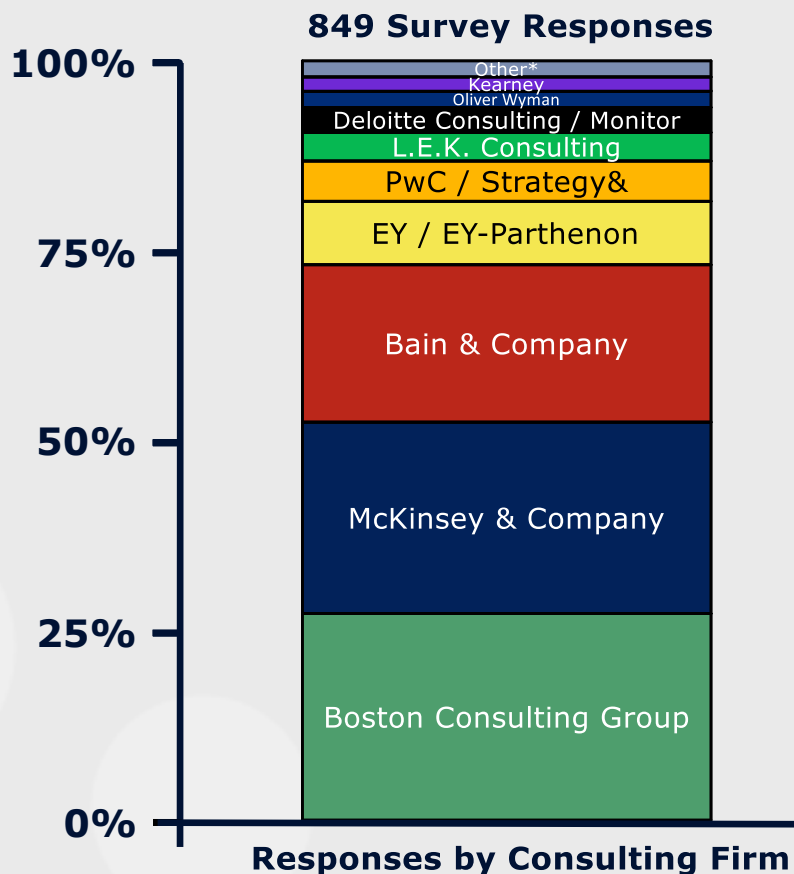 849 Survey Responses
100%
75%
50%
25%
0%
Other*
Kearney
Oliver Wyman
Deloitte Consulting / Monitor
L.E.K. Consulting
PwC / Strategy&
EY / EY-Parthenon
Bain & Company
McKinsey & Company
Boston Consulting Group
Responses by Consulting Firm